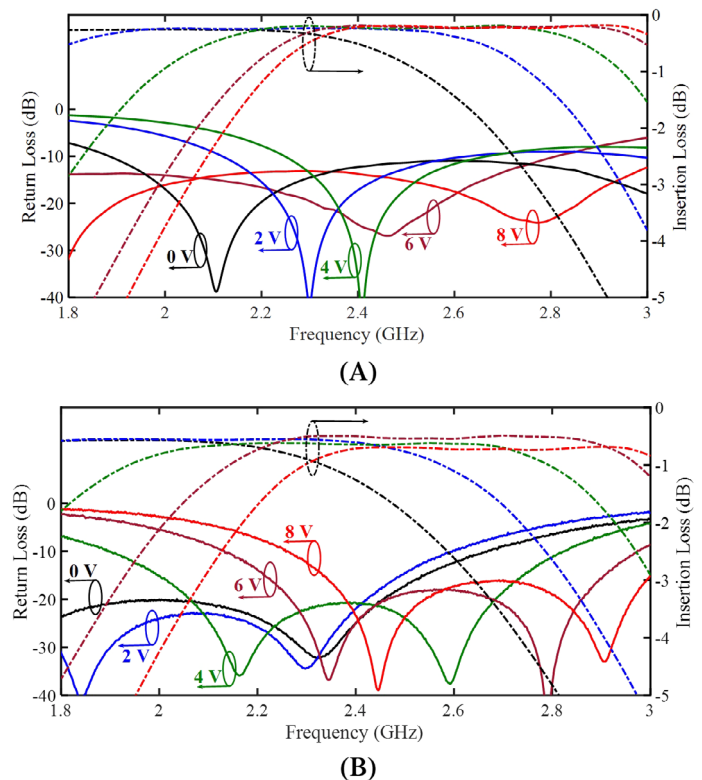 0
-1
-2
-3
-4
-5
Insertion Loss (dB)
0
-10
-20
-30
-40
Return Loss (dB)
0 V
2 V
4 V
6 V
8 V
1.8
2
2.2
2.4
2.6
2.8
3
Frequency (GHz)
(A)
0
-1
-2
-3
-4
-5
Insertion Loss (dB)
0
-10
-20
-30
-40
Return Loss (dB)
0 V
2 V
4 V
6 V
8 V
1.8
2
2.2
2.4
2.6
2.8
3
Frequency (GHz)
(B)